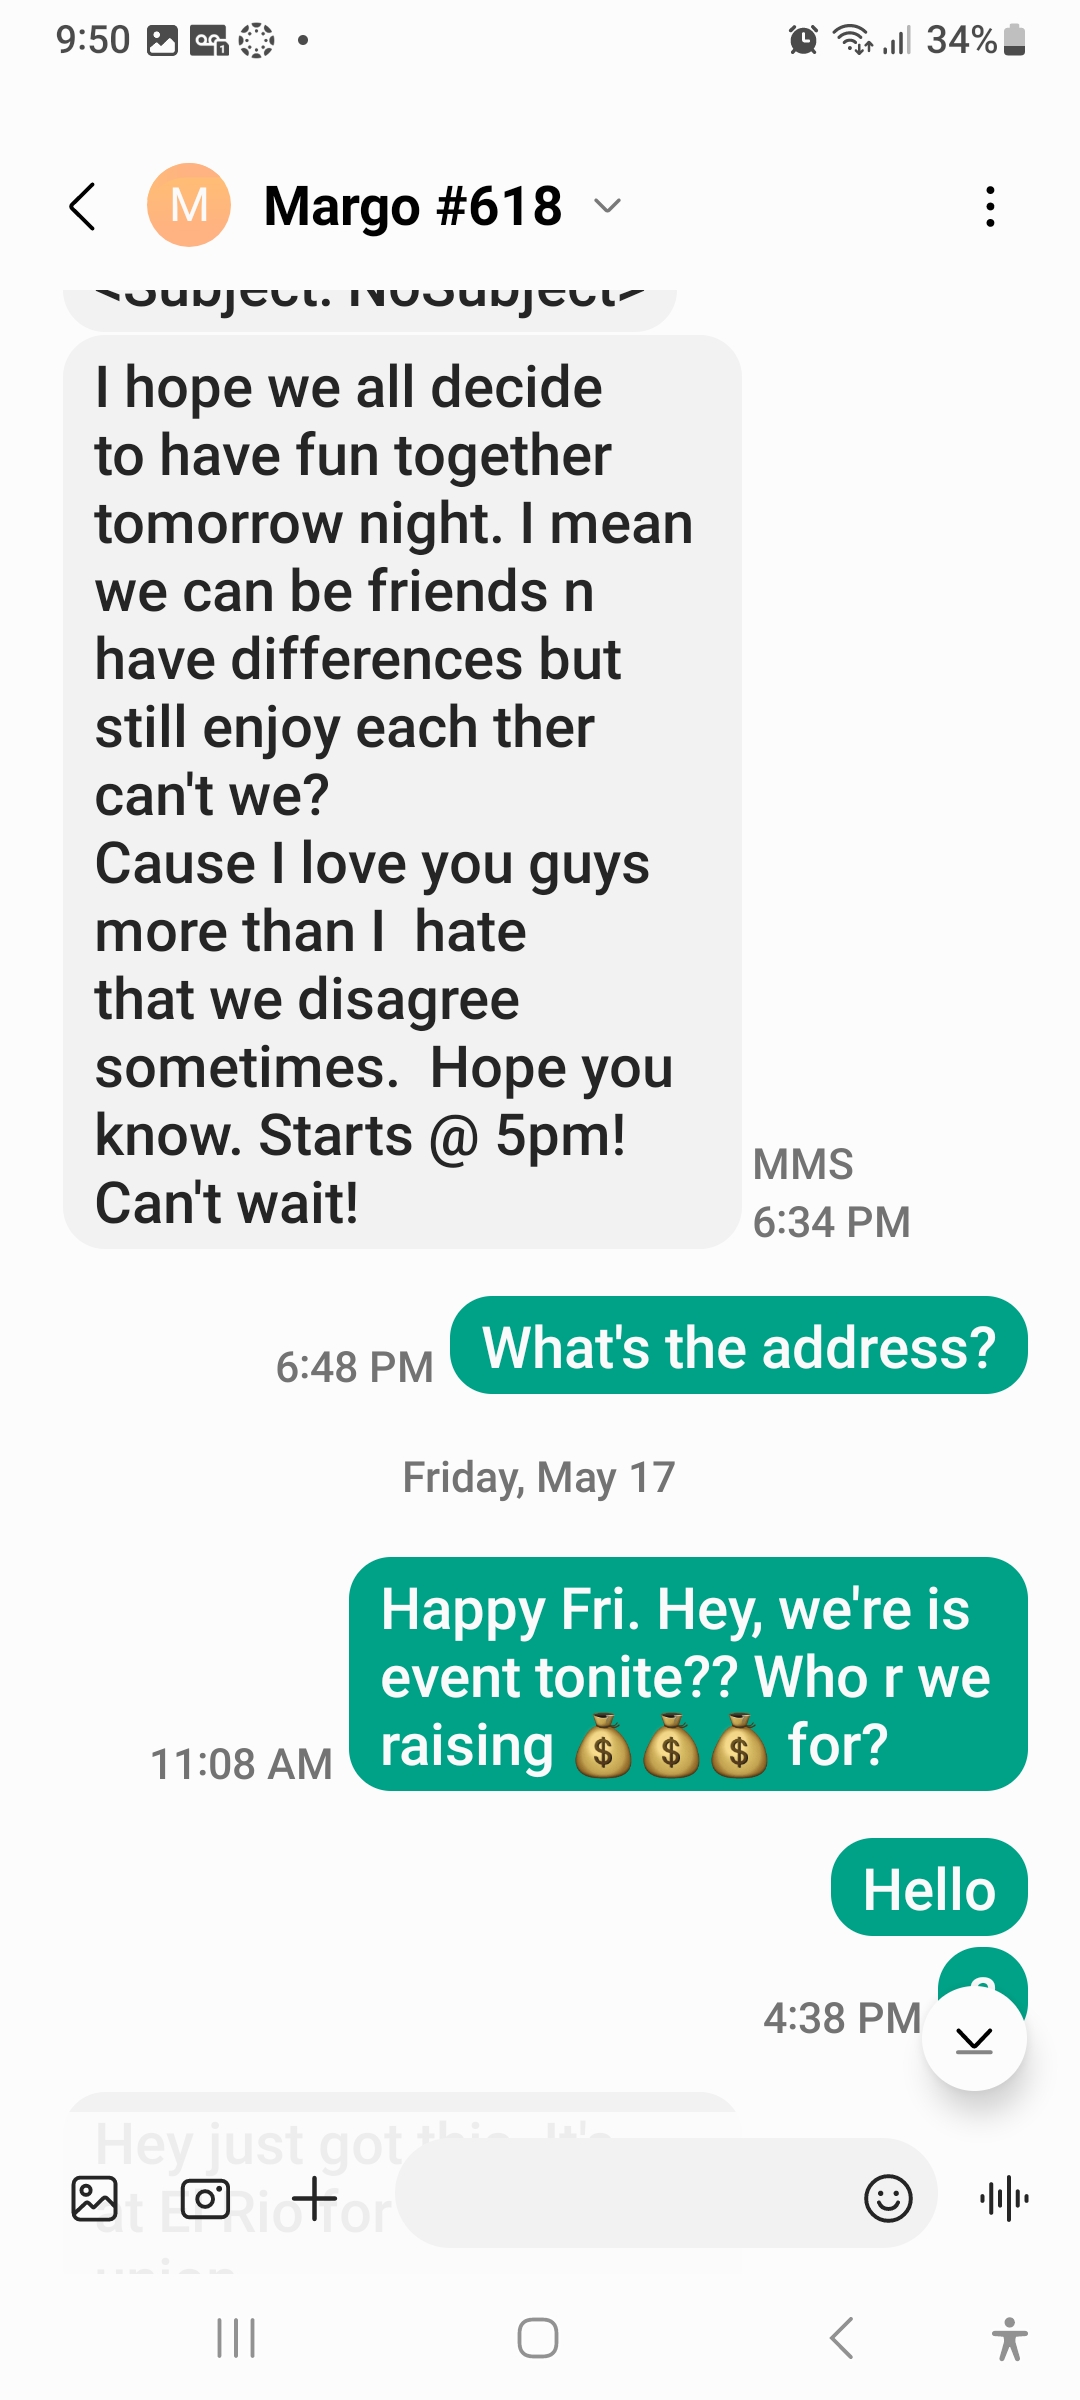 9:50
34%
M
Margo #618
<Subject: NoSubject>
I hope we all decide
to have fun together
tomorrow night. I mean
we can be friends n
have differences but
still enjoy each ther
can't we?
Cause I love you guys
more than I  hate
that we disagree
sometimes.  Hope you
know. Starts @ 5pm!
Can't wait!
MMS
6:34 PM
What's the address?
6:48 PM
Friday, May 17
Happy Fri. Hey, we're is
event tonite?? Who r we
raising 💰💰💰 for?
11:08 AM
Hello
4:38 PM
Hey just got this. It's
at El Rio for
union